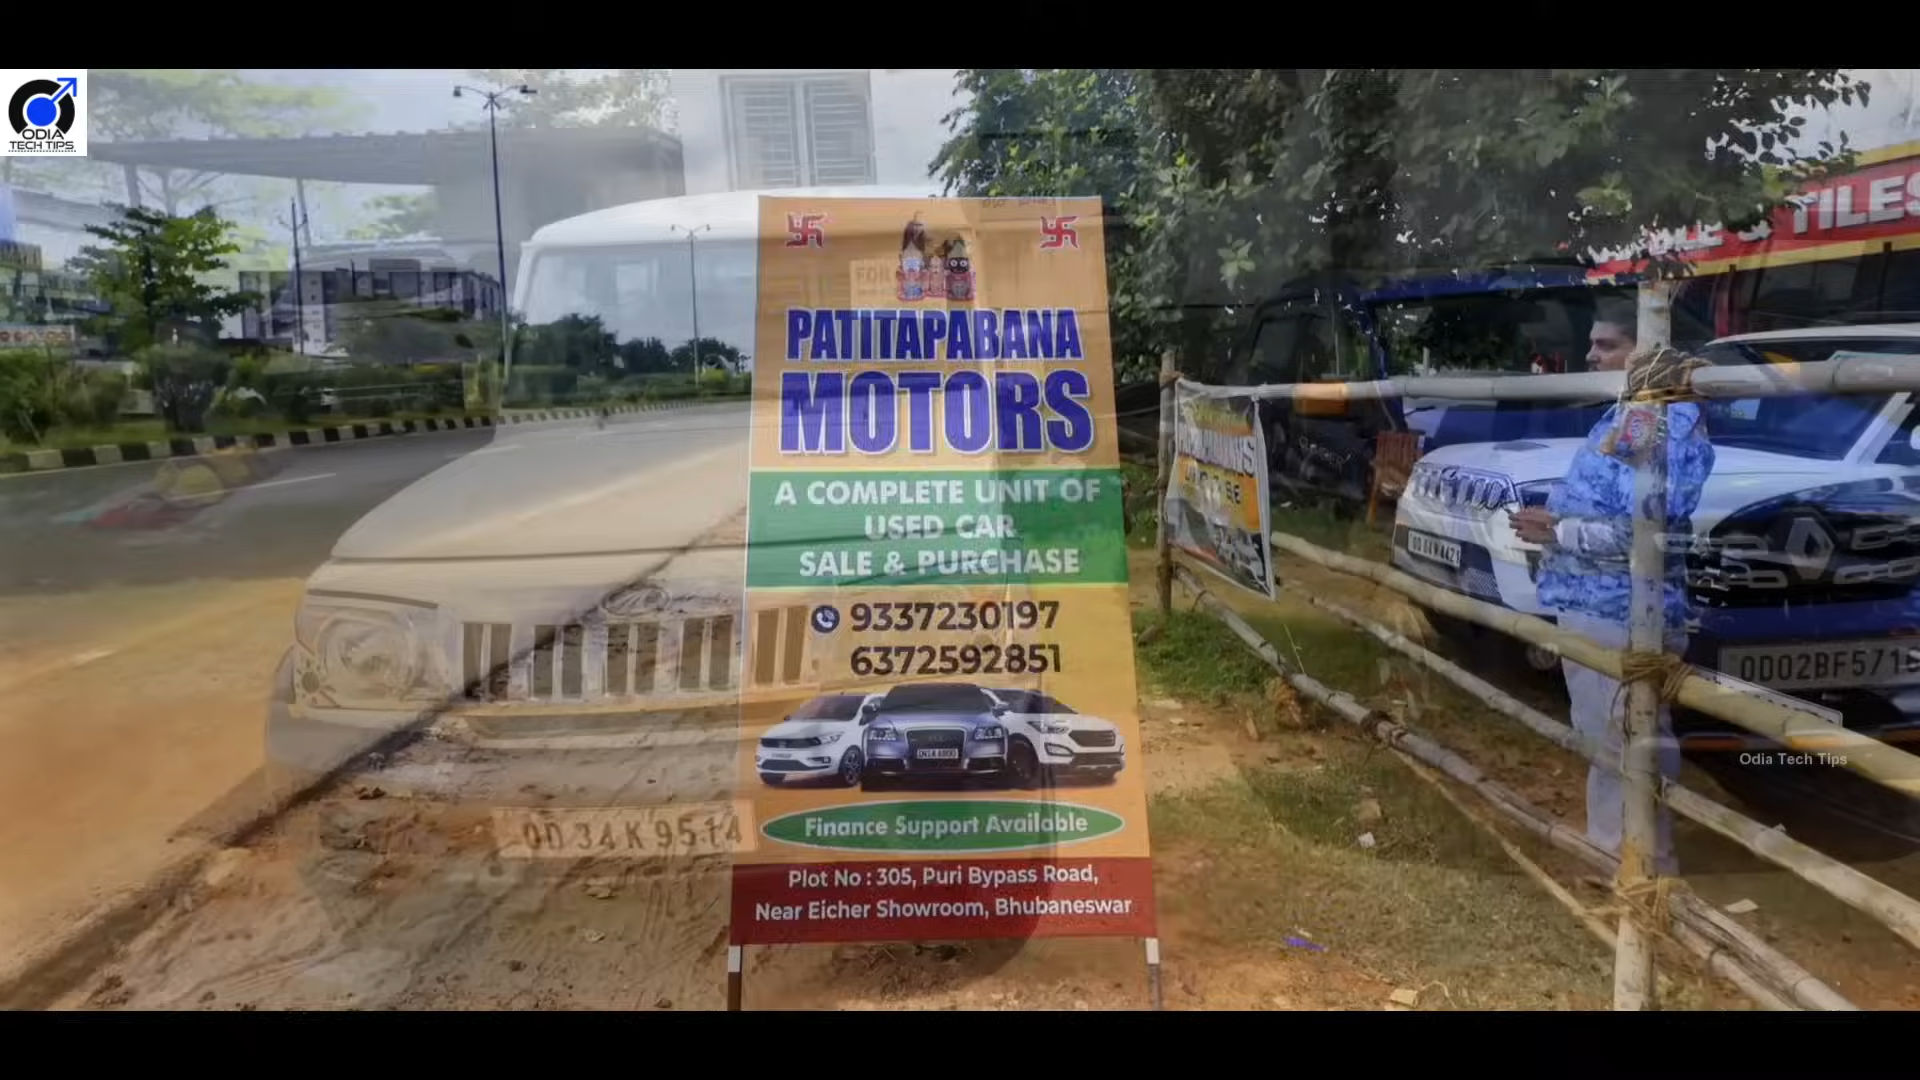 ODIA
TECH TIPS
PATITAPABANA
MOTORS
A COMPLETE UNIT OF
USED CAR
SALE & PURCHASE
9337230197
6372592851
Finance Support Available
Plot No : 305, Puri Bypass Road,
Near Eicher Showroom, Bhubaneswar
OD 34 K 9514
& TILES
OD02BF5716
Odia Tech Tips